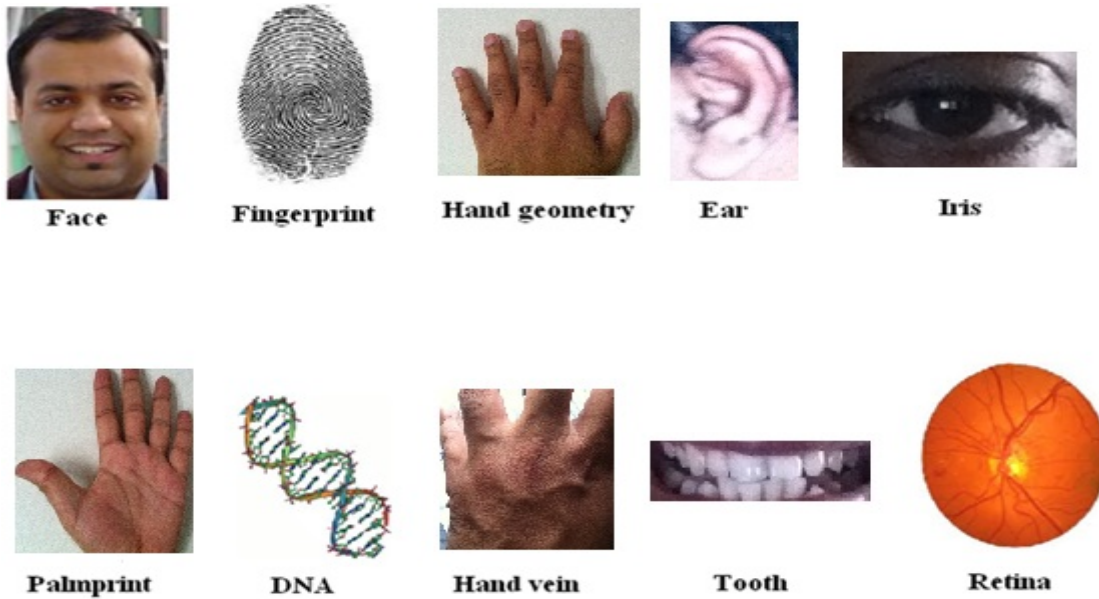 Face
Fingerprint
Hand geometry
Ear
Iris
Palmprint
DNA
Hand vein
Tooth
Retina